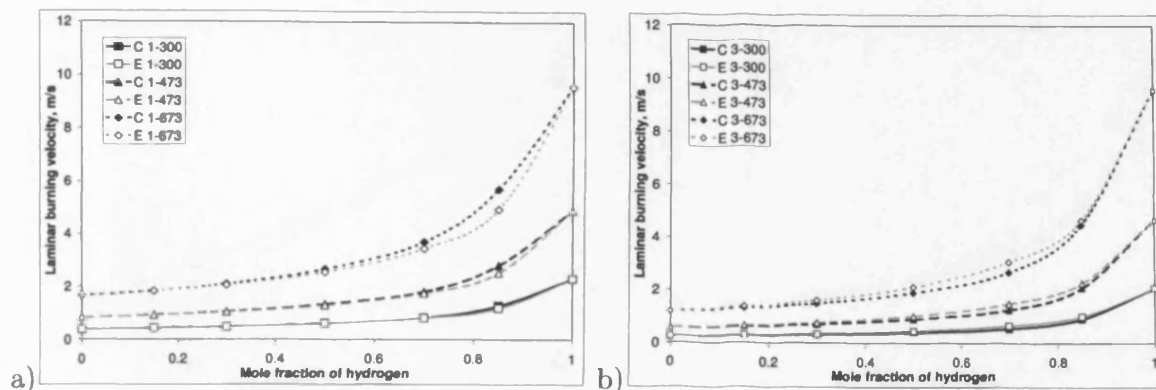 12
10
8
6
4
2
0
Laminar burning velocity, m/s
C 1-300
E 1-300
C 1-473
E 1-473
C 1-673
E 1-673
0 0.2 0.4 0.6 0.8 1
Mole fraction of hydrogen
a)
12
10
8
6
4
2
0
Laminar burning velocity, m/s
C 3-300
E 3-300
C 3-473
E 3-473
C 3-673
E 3-673
0 0.2 0.4 0.6 0.8 1
Mole fraction of hydrogen
b)